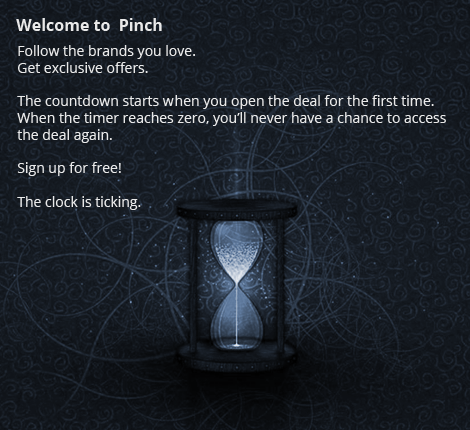 Welcome to  Pinch
Follow the brands you love.
Get exclusive offers.
The countdown starts when you open the deal for the first time.
When the timer reaches zero, you’ll never have a chance to access
the deal again.
Sign up for free!
The clock is ticking.